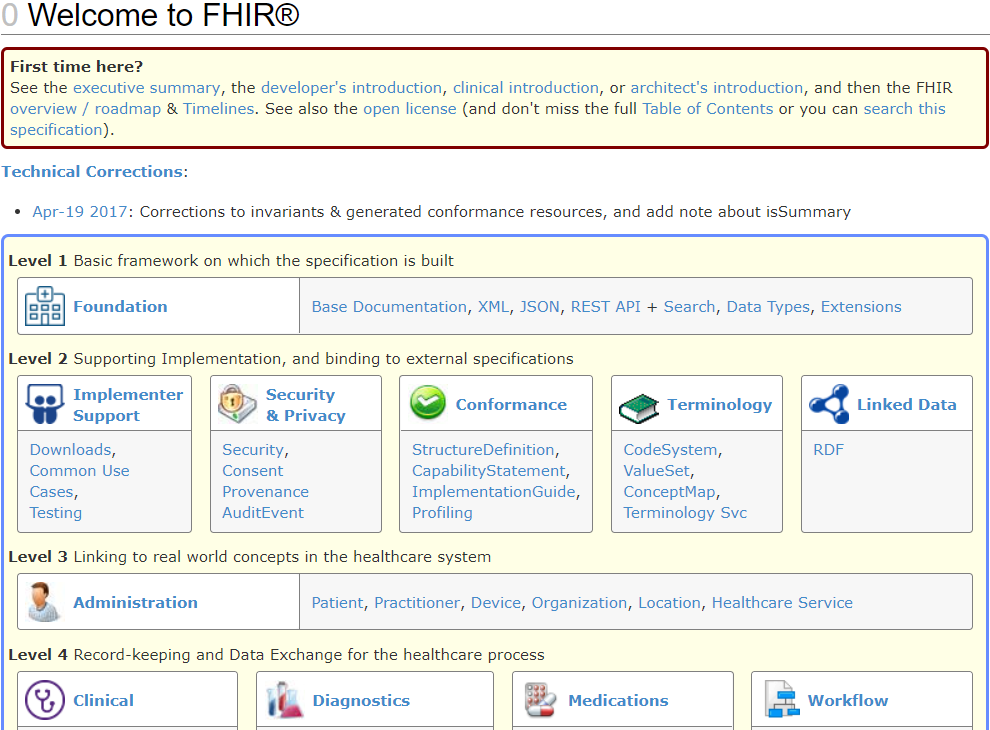 0 Welcome to FHIR®
First time here?
See the executive summary, the developer's introduction, clinical introduction, or architect's introduction, and then the FHIR
overview / roadmap & Timelines. See also the open license (and don't miss the full Table of Contents or you can search this
specification).
Technical Corrections:
• Apr-19 2017: Corrections to invariants & generated conformance resources, and add note about isSummary
Level 1 Basic framework on which the specification is built
Foundation
Base Documentation, XML, JSON, REST API + Search, Data Types, Extensions
Level 2 Supporting Implementation, and binding to external specifications
Implementer
Support
Downloads,
Common Use
Cases,
Testing
Security
& Privacy
Security,
Consent
Provenance
AuditEvent
Conformance
StructureDefinition,
CapabilityStatement,
ImplementationGuide,
Profiling
Terminology
CodeSystem,
ValueSet,
ConceptMap,
Terminology Svc
Linked Data
RDF
Level 3 Linking to real world concepts in the healthcare system
Administration
Patient, Practitioner, Device, Organization, Location, Healthcare Service
Level 4 Record-keeping and Data Exchange for the healthcare process
Clinical
Diagnostics
Medications
Workflow